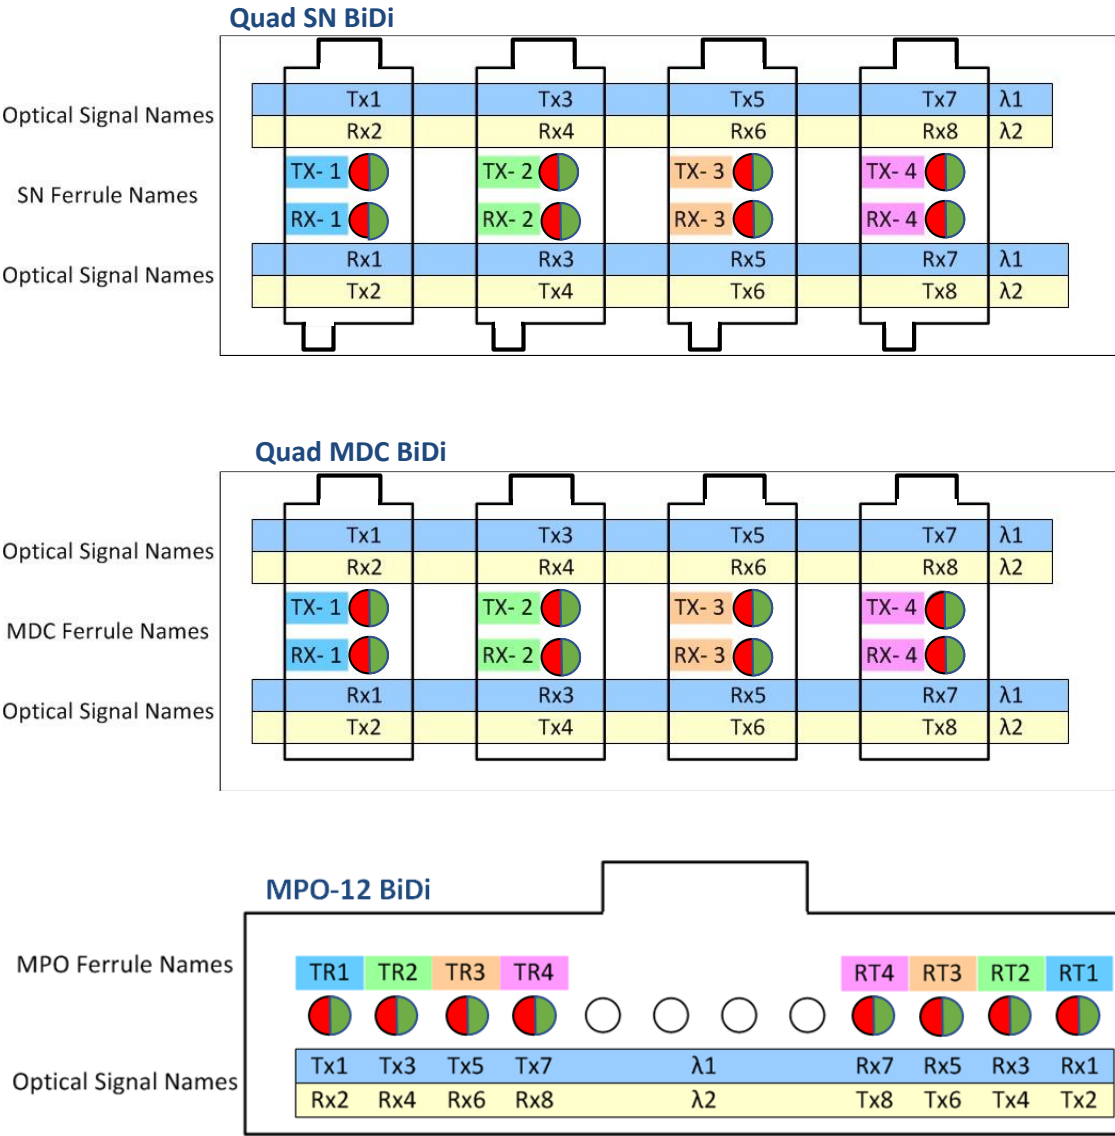 Quad SN BiDi
Optical Signal Names
Tx1 Tx3 Tx5 Tx7 λ1
Rx2 Rx4 Rx6 Rx8 λ2
SN Ferrule Names
TX- 1 TX- 2 TX- 3 TX- 4
RX- 1 RX- 2 RX- 3 RX- 4
Optical Signal Names
Rx1 Rx3 Rx5 Rx7 λ1
Tx2 Tx4 Tx6 Tx8 λ2
Quad MDC BiDi
Optical Signal Names
Tx1 Tx3 Tx5 Tx7 λ1
Rx2 Rx4 Rx6 Rx8 λ2
MDC Ferrule Names
TX- 1 TX- 2 TX- 3 TX- 4
RX- 1 RX- 2 RX- 3 RX- 4
Optical Signal Names
Rx1 Rx3 Rx5 Rx7 λ1
Tx2 Tx4 Tx6 Tx8 λ2
MPO-12 BiDi
MPO Ferrule Names
TR1 TR2 TR3 TR4 RT4 RT3 RT2 RT1
Optical Signal Names
Tx1 Tx3 Tx5 Tx7 λ1 Rx7 Rx5 Rx3 Rx1
Rx2 Rx4 Rx6 Rx8 λ2 Tx8 Tx6 Tx4 Tx2